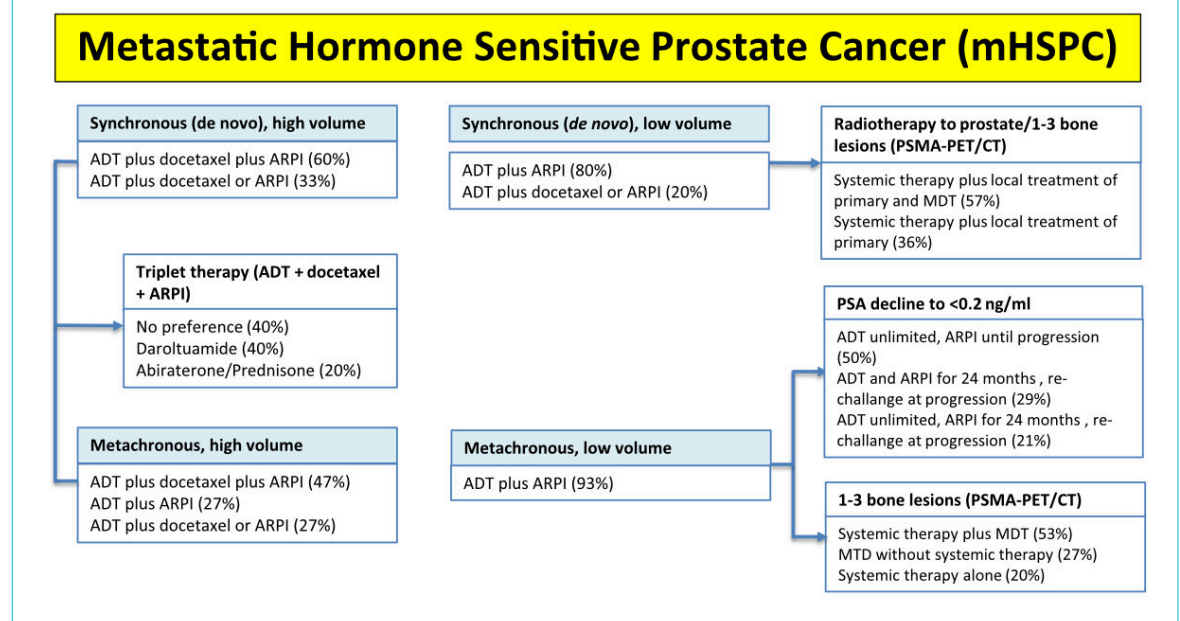 Metastatic Hormone Sensitive Prostate Cancer (mHSPC)
Synchronous (de novo), high volume
ADT plus docetaxel plus ARPI (60%)
ADT plus docetaxel or ARPI (33%)
Triplet therapy (ADT + docetaxel
+ ARPI)
No preference (40%)
Daroltuamide (40%)
Abiraterone/Prednisone (20%)
Metachronous, high volume
ADT plus docetaxel plus ARPI (47%)
ADT plus ARPI (27%)
ADT plus docetaxel or ARPI (27%)
Synchronous (de novo), low volume
ADT plus ARPI (80%)
ADT plus docetaxel or ARPI (20%)
Radiotherapy to prostate/1-3 bone
lesions (PSMA-PET/CT)
Systemic therapy plus local treatment of
primary and MDT (57%)
Systemic therapy plus local treatment of
primary (36%)
Metachronous, low volume
ADT plus ARPI (93%)
PSA decline to <0.2 ng/ml
ADT unlimited, ARPI until progression
(50%)
ADT and ARPI for 24 months , re-
challange at progression (29%)
ADT unlimited, ARPI for 24 months , re-
challange at progression (21%)
1-3 bone lesions (PSMA-PET/CT)
Systemic therapy plus MDT (53%)
MTD without systemic therapy (27%)
Systemic therapy alone (20%)